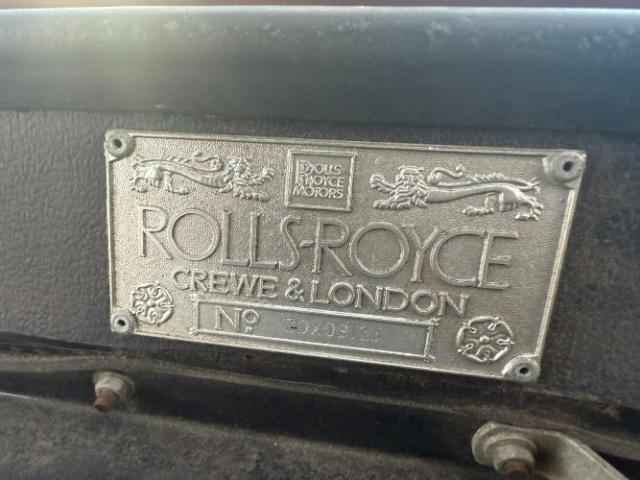 ROLLS
ROYCE
MOTORS
ROLLS-ROYCE
CREWE & LONDON
No.